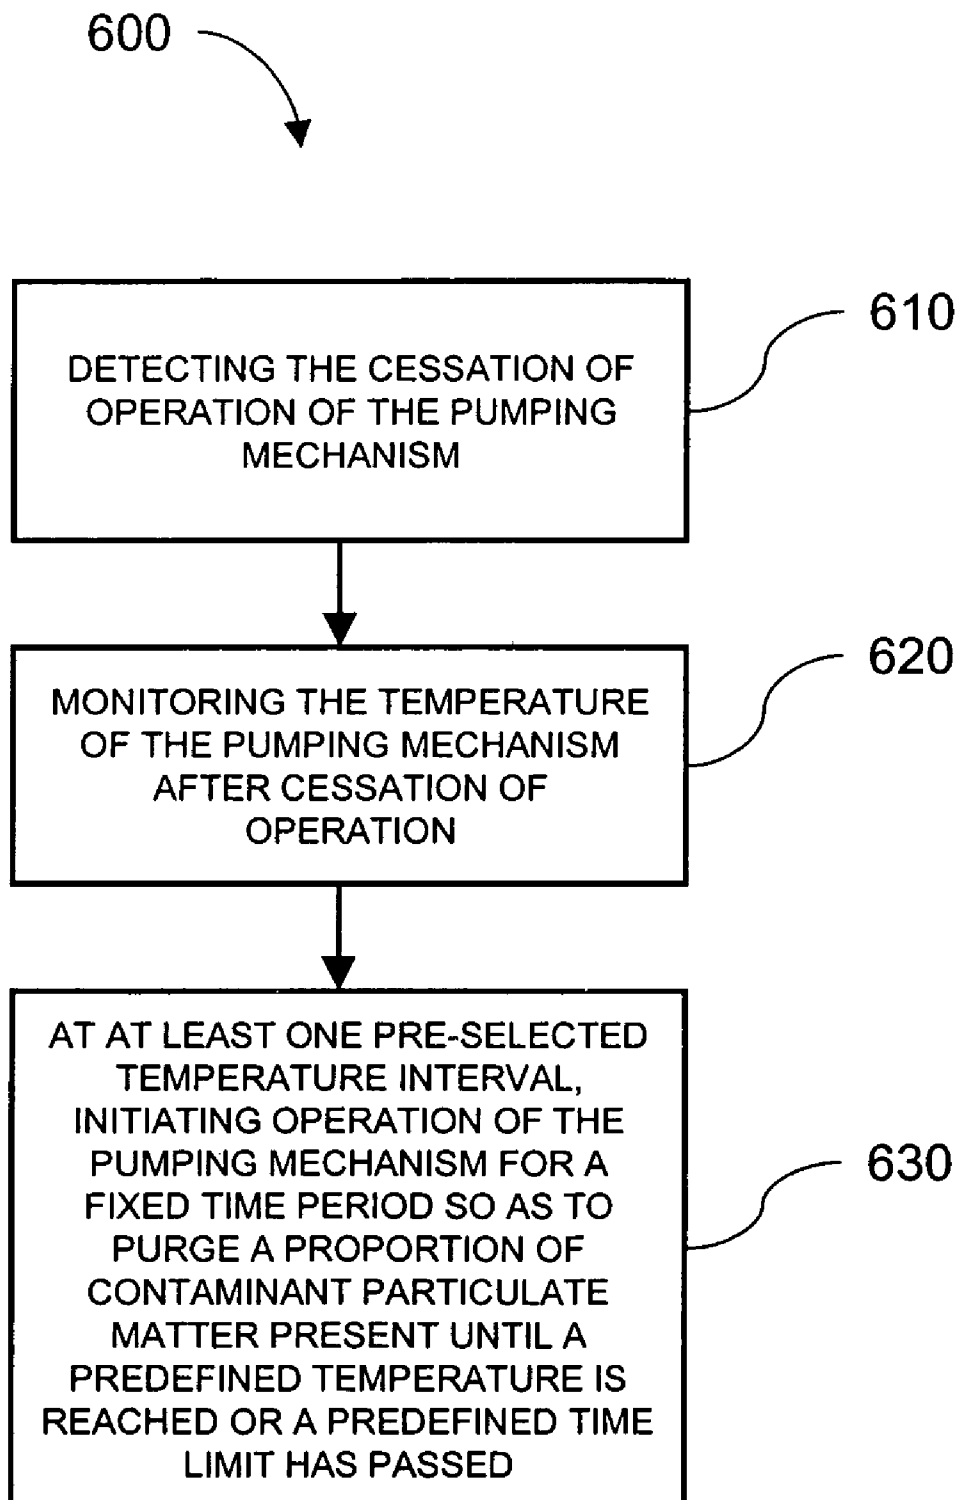 600
DETECTING THE CESSATION OF
OPERATION OF THE PUMPING
MECHANISM
610
MONITORING THE TEMPERATURE
OF THE PUMPING MECHANISM
AFTER CESSATION OF
OPERATION
620
AT AT LEAST ONE PRE-SELECTED
TEMPERATURE INTERVAL,
INITIATING OPERATION OF THE
PUMPING MECHANISM FOR A
FIXED TIME PERIOD SO AS TO
PURGE A PROPORTION OF
CONTAMINANT PARTICULATE
MATTER PRESENT UNTIL A
PREDEFINED TEMPERATURE IS
REACHED OR A PREDEFINED TIME
LIMIT HAS PASSED
630